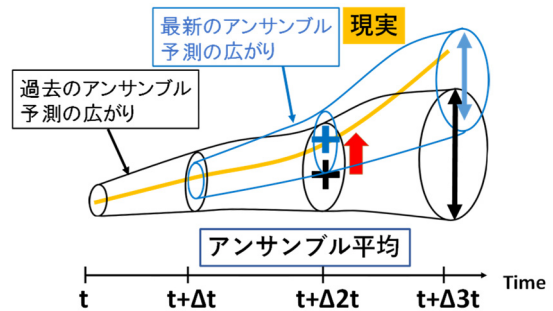 最新のアンサンブル
予測の広がり
現実
過去のアンサンブル
予測の広がり
アンサンブル平均
Time
t
t+Δt
t+Δ2t
t+Δ3t